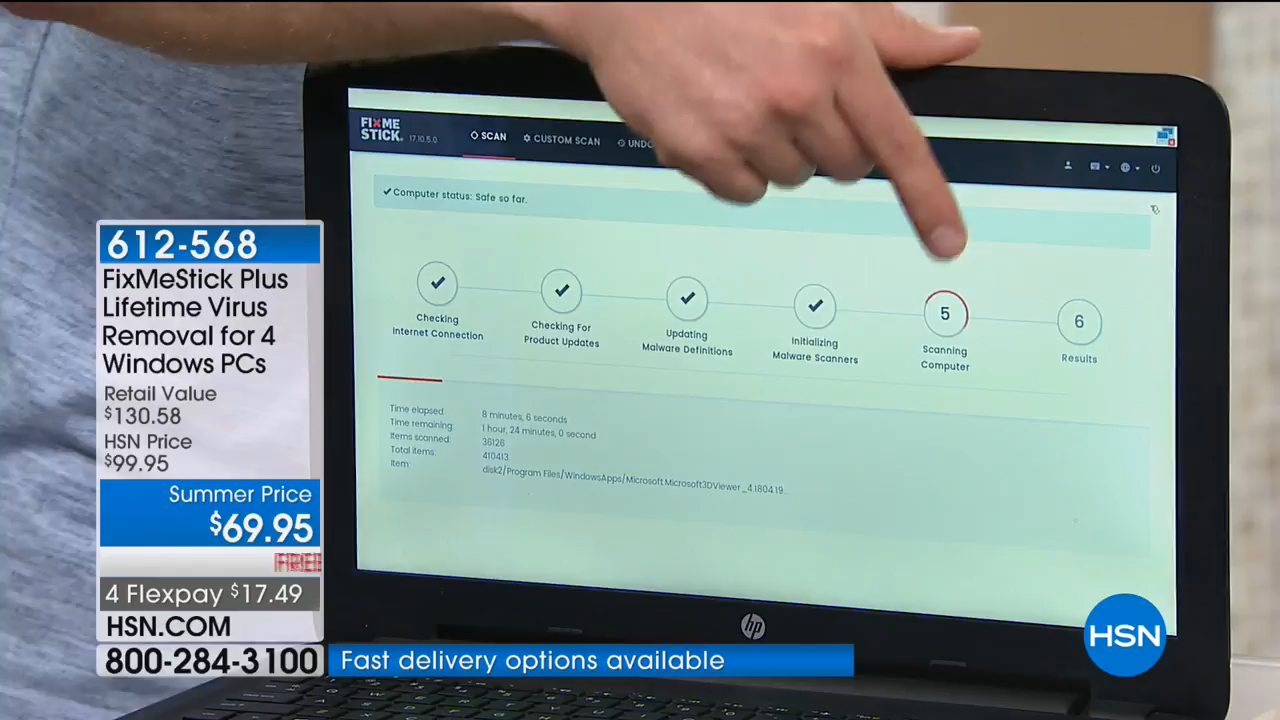 FIXME
STICK. 17.10.5.0
SCAN
CUSTOM SCAN
UNDO
Computer status: Safe so far.
Checking
Internet Connection
Checking For
Product Updates
Updating
Malware Definitions
Initializing
Malware Scanners
5
Scanning
Computer
6
Results
Time elapsed: 8 minutes, 6 seconds
Time remaining: 1 hour, 24 minutes, 0 second
Items scanned: 36126
Total items: 410413
Item: disk2/Program Files/WindowsApps/Microsoft.Microsoft3DViewer_4.1804.19...
hp
612-568
FixMeStick Plus
Lifetime Virus
Removal for 4
Windows PCs
Retail Value
$130.58
HSN Price
$99.95
Summer Price
$69.95
FREE
4 Flexpay $17.49
HSN.COM
800-284-3100
Fast delivery options available
HSN